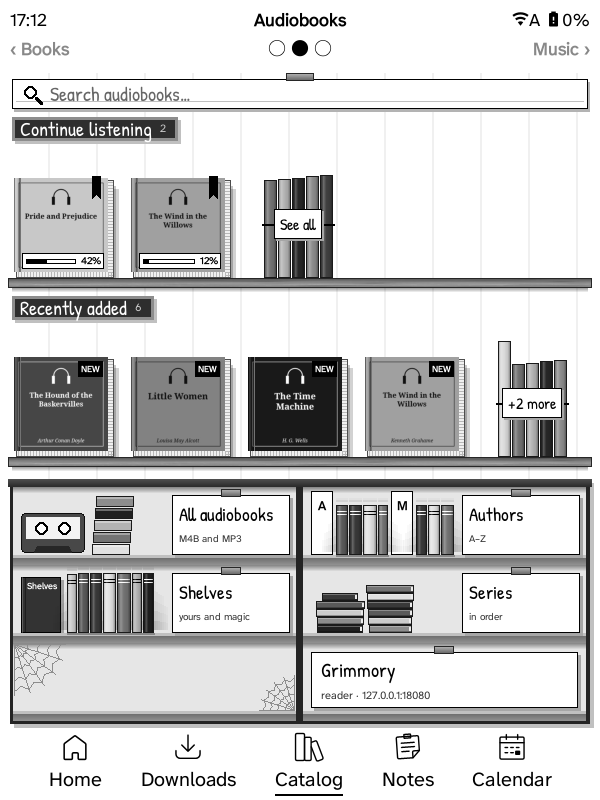 17:12
Audiobooks
A 0%
‹ Books
Music ›
Search audiobooks...
Continue listening 2
Pride and Prejudice
42%
The Wind in the
Willows
12%
See all
Recently added 6
NEW
The Hound of the
Baskervilles
Arthur Conan Doyle
NEW
Little Women
Louisa May Alcott
NEW
The Time
Machine
H. G. Wells
NEW
The Wind in the
Willows
Kenneth Grahame
+2 more
All audiobooks
M4B and MP3
A
M
Authors
A–Z
Shelves
Shelves
yours and magic
Series
in order
Grimmory
reader · 127.0.0.1:18080
Home
Downloads
Catalog
Notes
Calendar